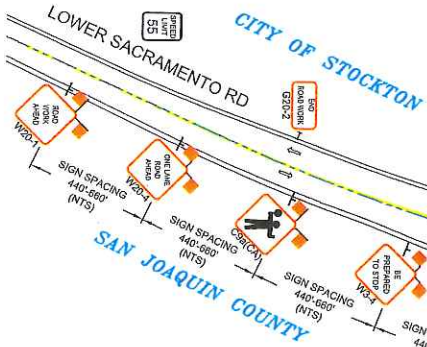 SPEED
LIMIT
55
LOWER SACRAMENTO RD
CITY OF STOCKTON
END
ROAD WORK
G20-2
ROAD
WORK
AHEAD
W20-1
ONE LANE
ROAD
AHEAD
W20-4
C9a(CA)
BE
PREPARED
TO STOP
W3-4
SIGN SPACING
440'-660'
(NTS)
SIGN SPACING
440'-660'
(NTS)
SIGN SPACING
440'-660'
(NTS)
SIGN
SAN JOAQUIN COUNTY